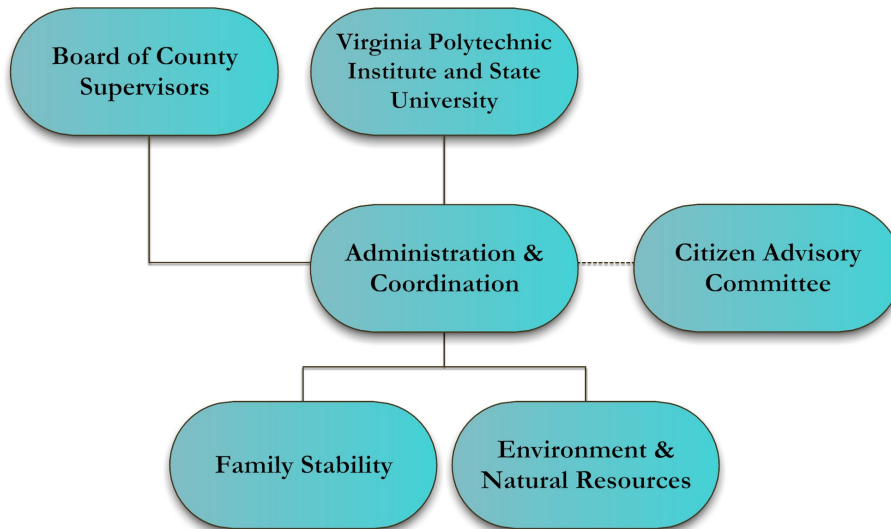 Board of County
Supervisors
Virginia Polytechnic
Institute and State
University
Administration &
Coordination
Citizen Advisory
Committee
Family Stability
Environment &
Natural Resources